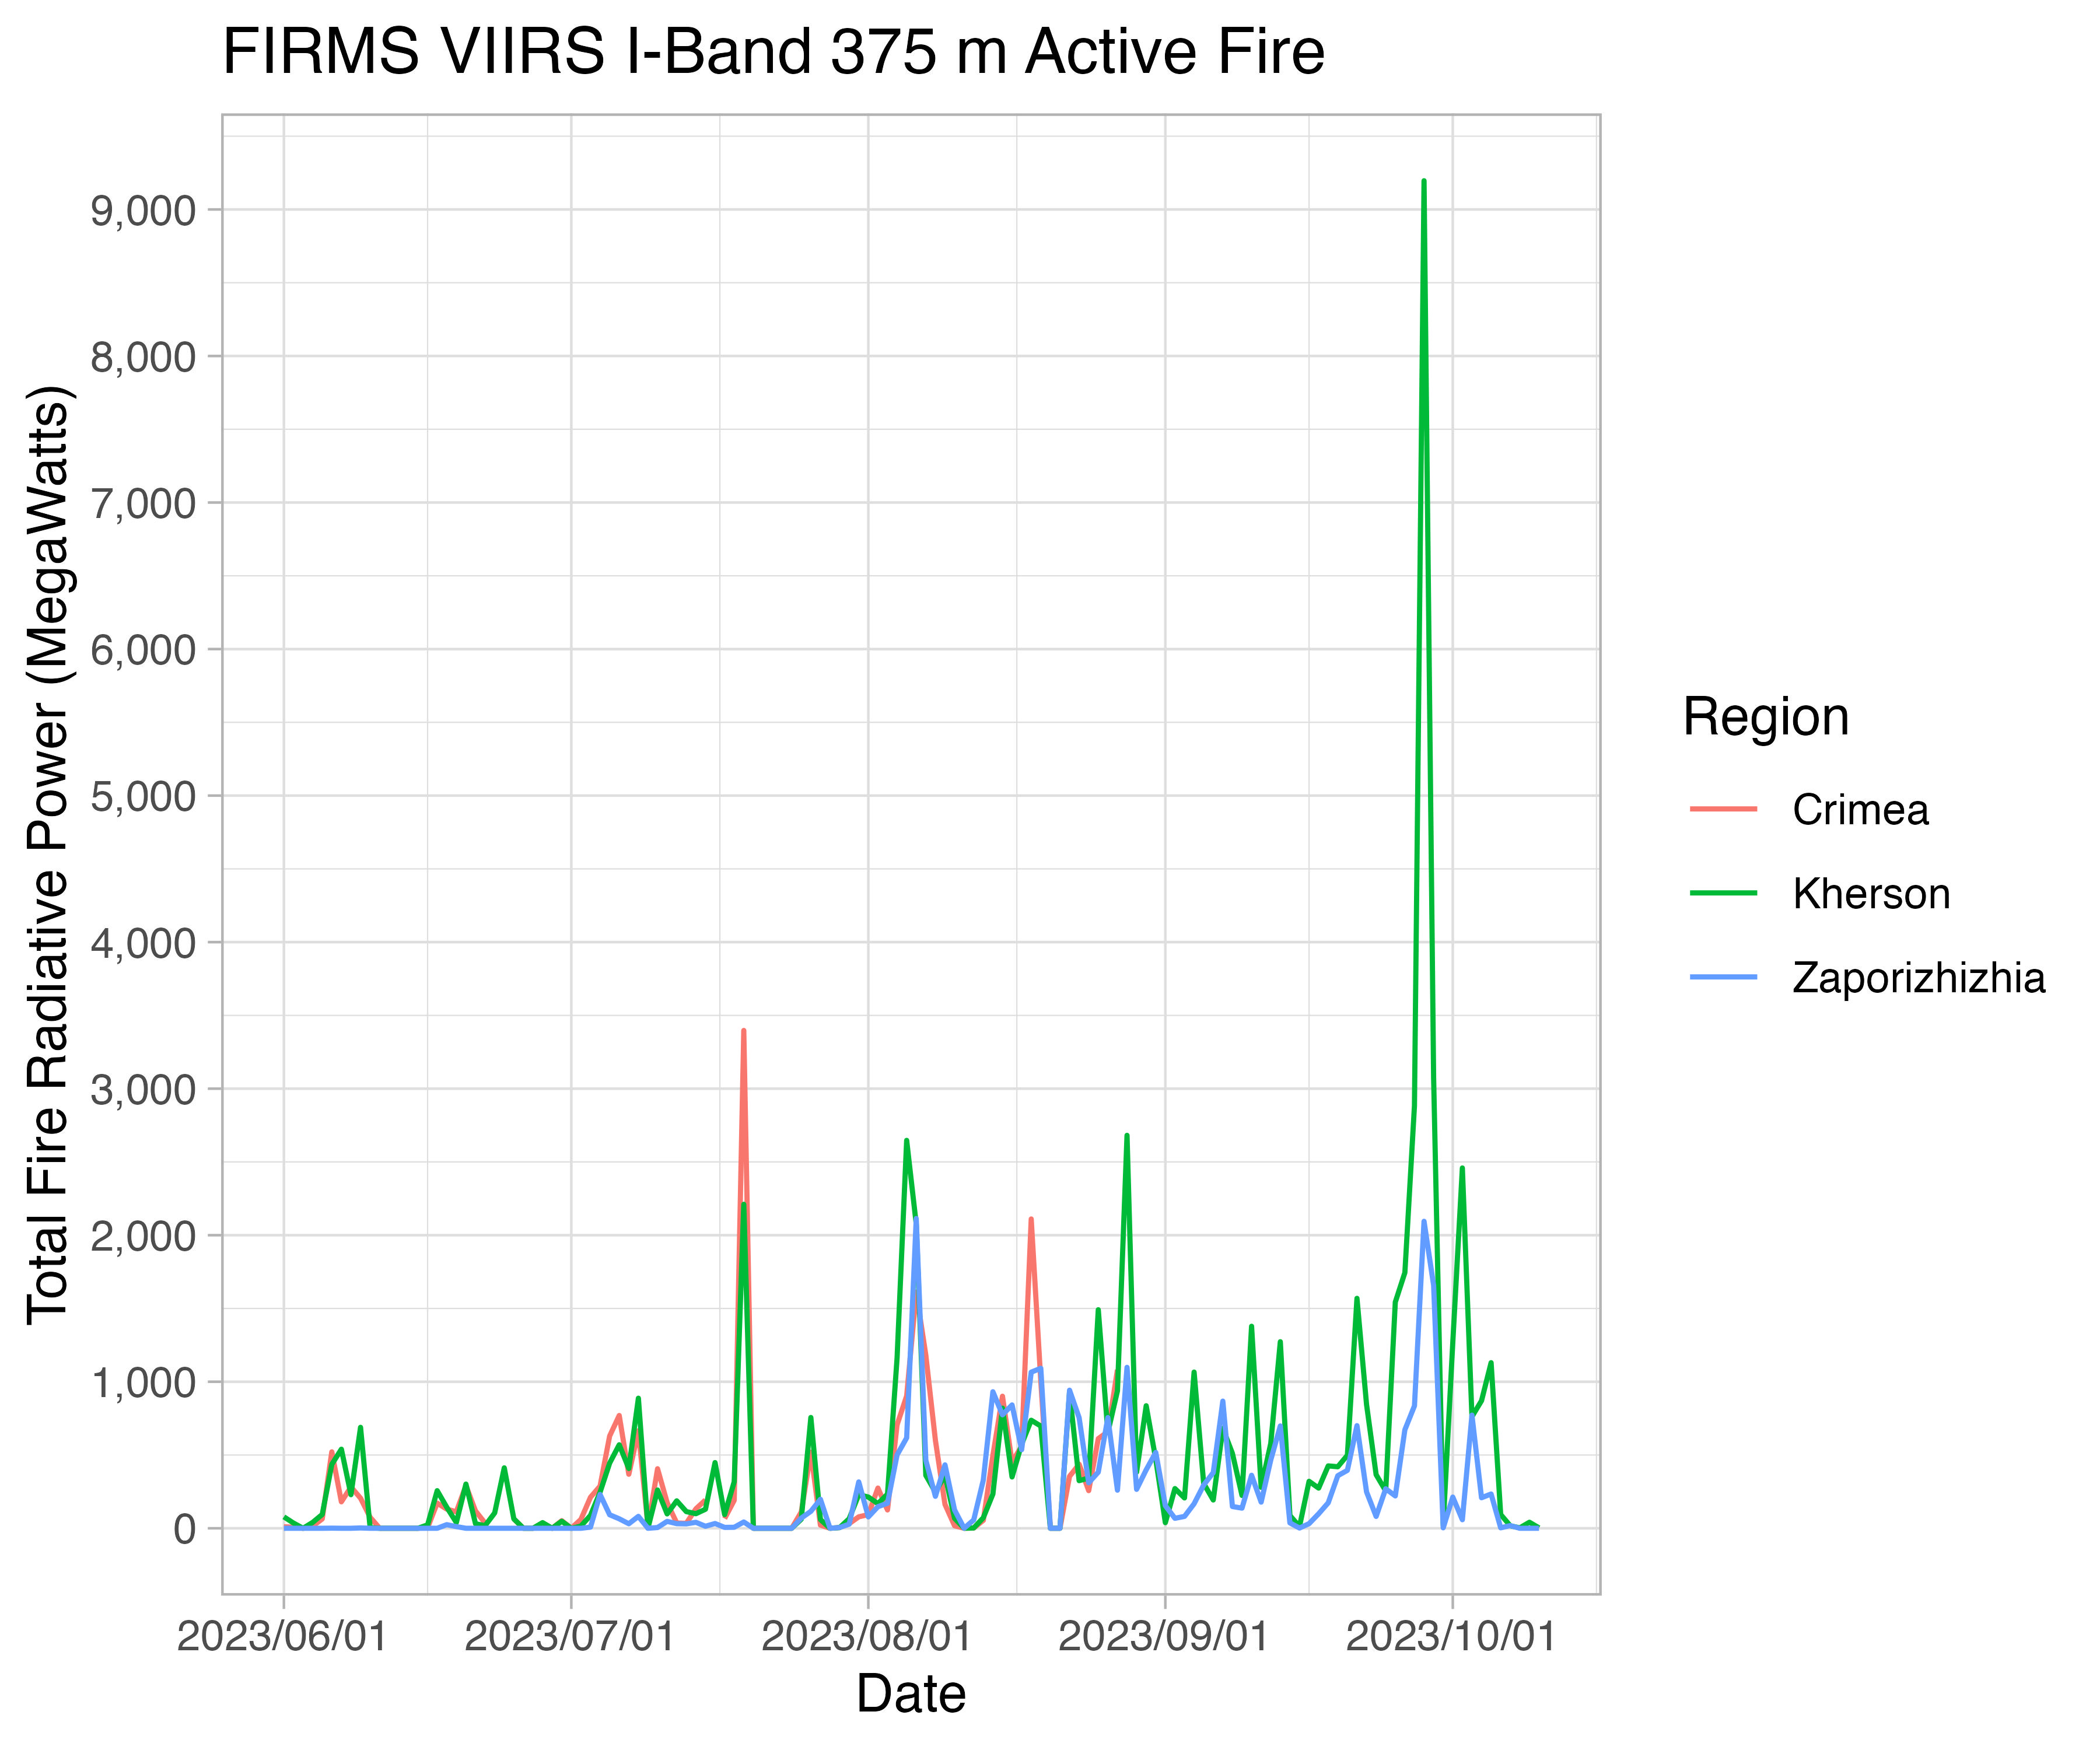 FIRMS VIIRS I-Band 375 m Active Fire
Total Fire Radiative Power (MegaWatts)
9,000
8,000
7,000
6,000
5,000
4,000
3,000
2,000
1,000
0
2023/06/01 2023/07/01 2023/08/01 2023/09/01 2023/10/01
Date
Region
Crimea
Kherson
Zaporizhizhia